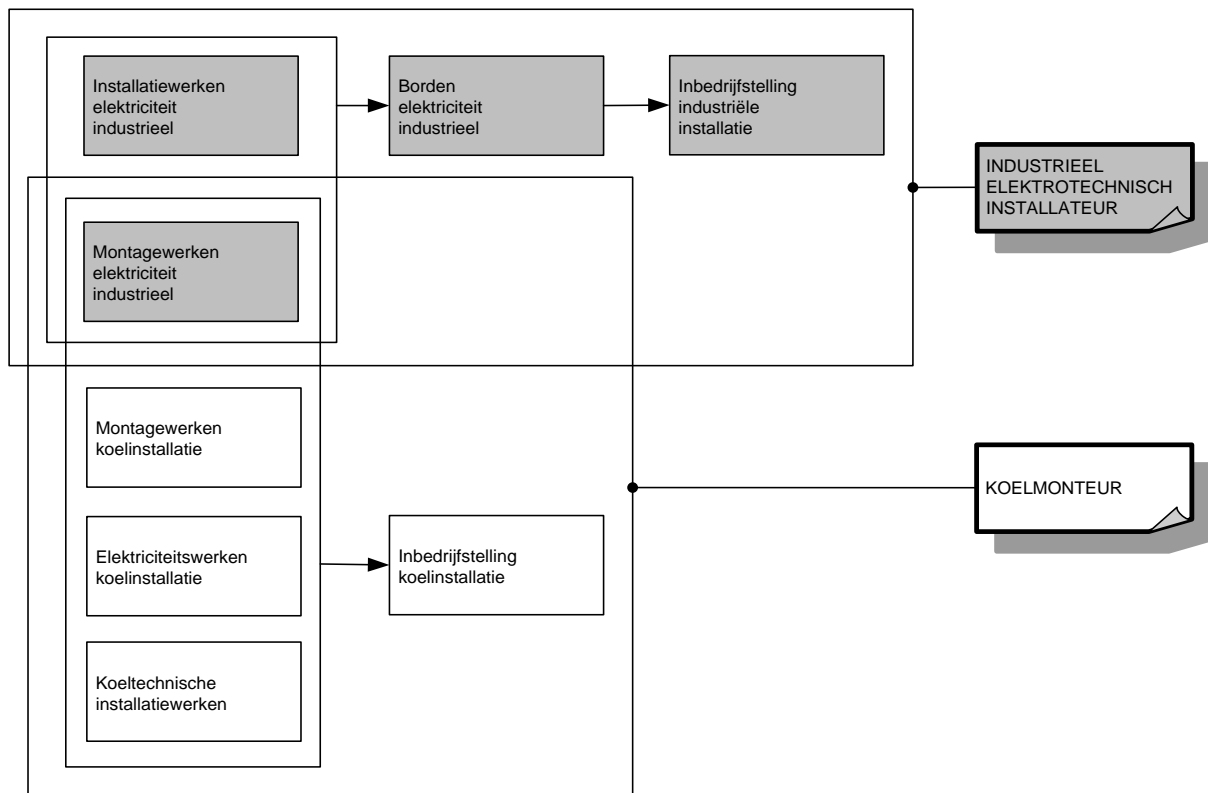 Installatiewerken
elektriciteit
industrieel
Borden
elektriciteit
industrieel
Inbedrijfstelling
industriële
installatie
INDUSTRIEEL
ELEKTROTECHNISCH
INSTALLATEUR
Montagewerken
elektriciteit
industrieel
Montagewerken
koelinstallatie
KOELMONTEUR
Elektriciteitswerken
koelinstallatie
Inbedrijfstelling
koelinstallatie
Koeltechnische
installatiewerken